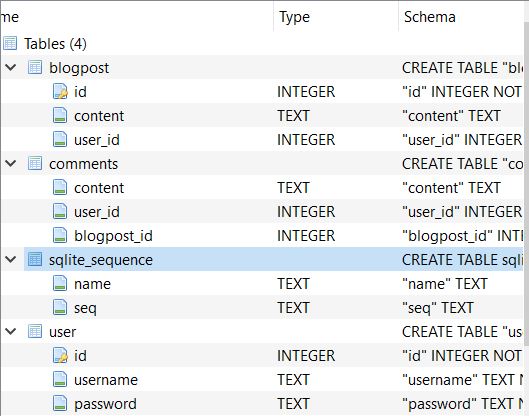 me Type Schema
Tables (4)
blogpost CREATE TABLE "blo
id INTEGER "id" INTEGER NOT
content TEXT "content" TEXT
user_id INTEGER "user_id" INTEGER
comments CREATE TABLE "co
content TEXT "content" TEXT
user_id INTEGER "user_id" INTEGER
blogpost_id INTEGER "blogpost_id" INTE
sqlite_sequence CREATE TABLE sqli
name TEXT "name" TEXT
seq TEXT "seq" TEXT
user CREATE TABLE "us
id INTEGER "id" INTEGER NOT
username TEXT "username" TEXT N
password TEXT "password" TEXT N